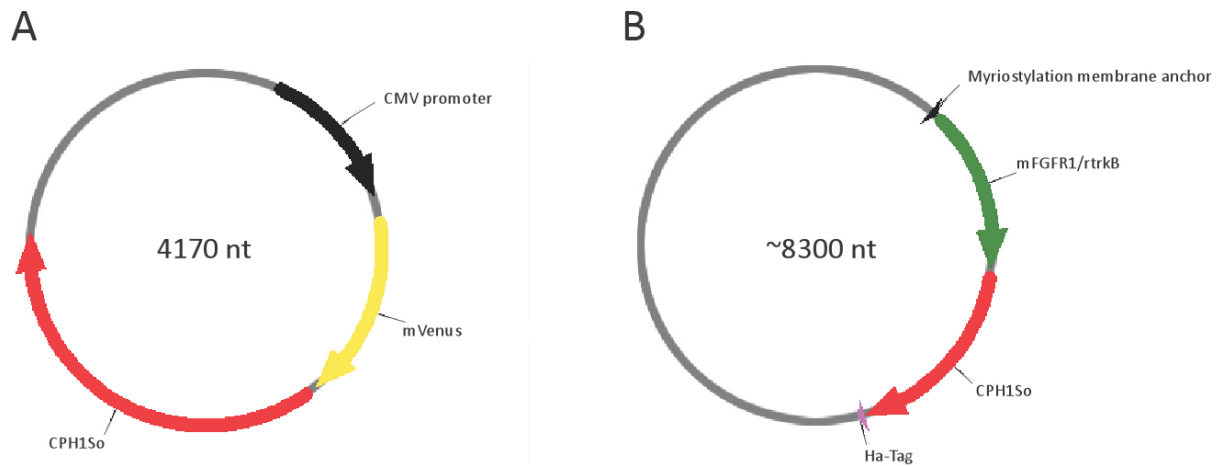 A
CMV promoter
4170 nt
mVenus
CPH1So
B
Myriostylation membrane anchor
mFGFR1/rtrkB
~8300 nt
CPH1So
Ha-Tag